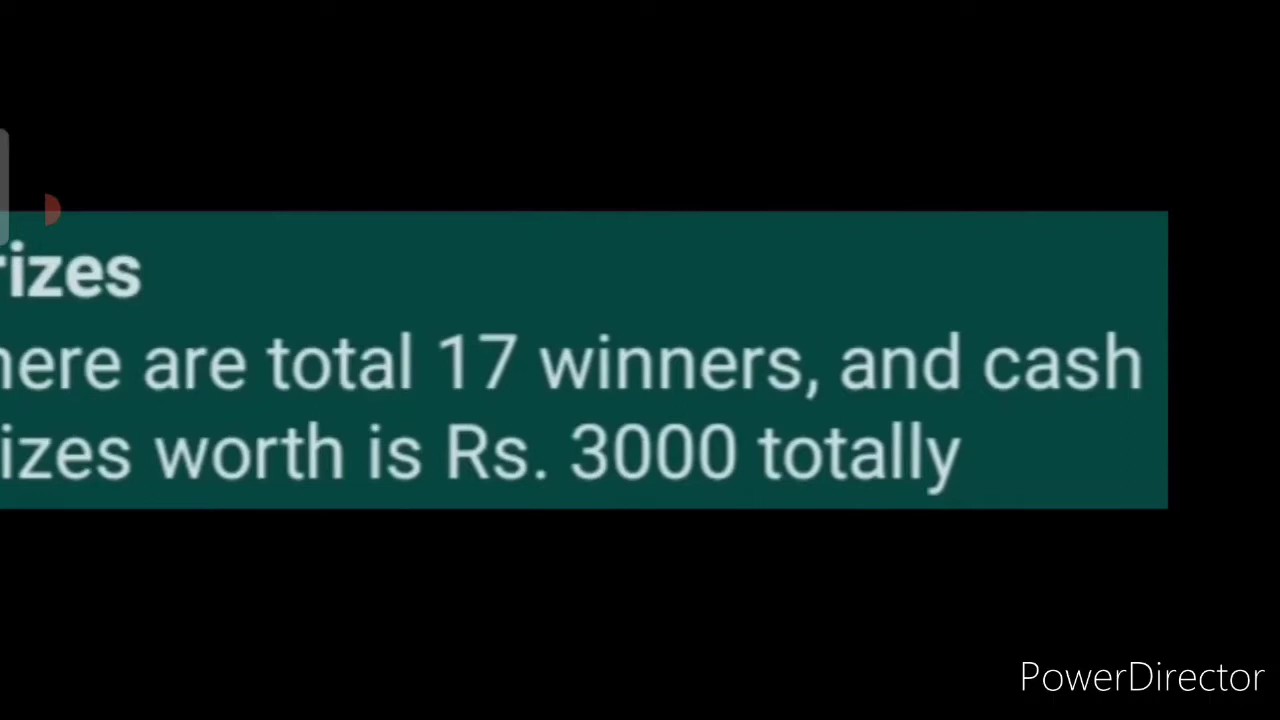 rizes
here are total 17 winners, and cash
izes worth is Rs. 3000 totally
PowerDirector